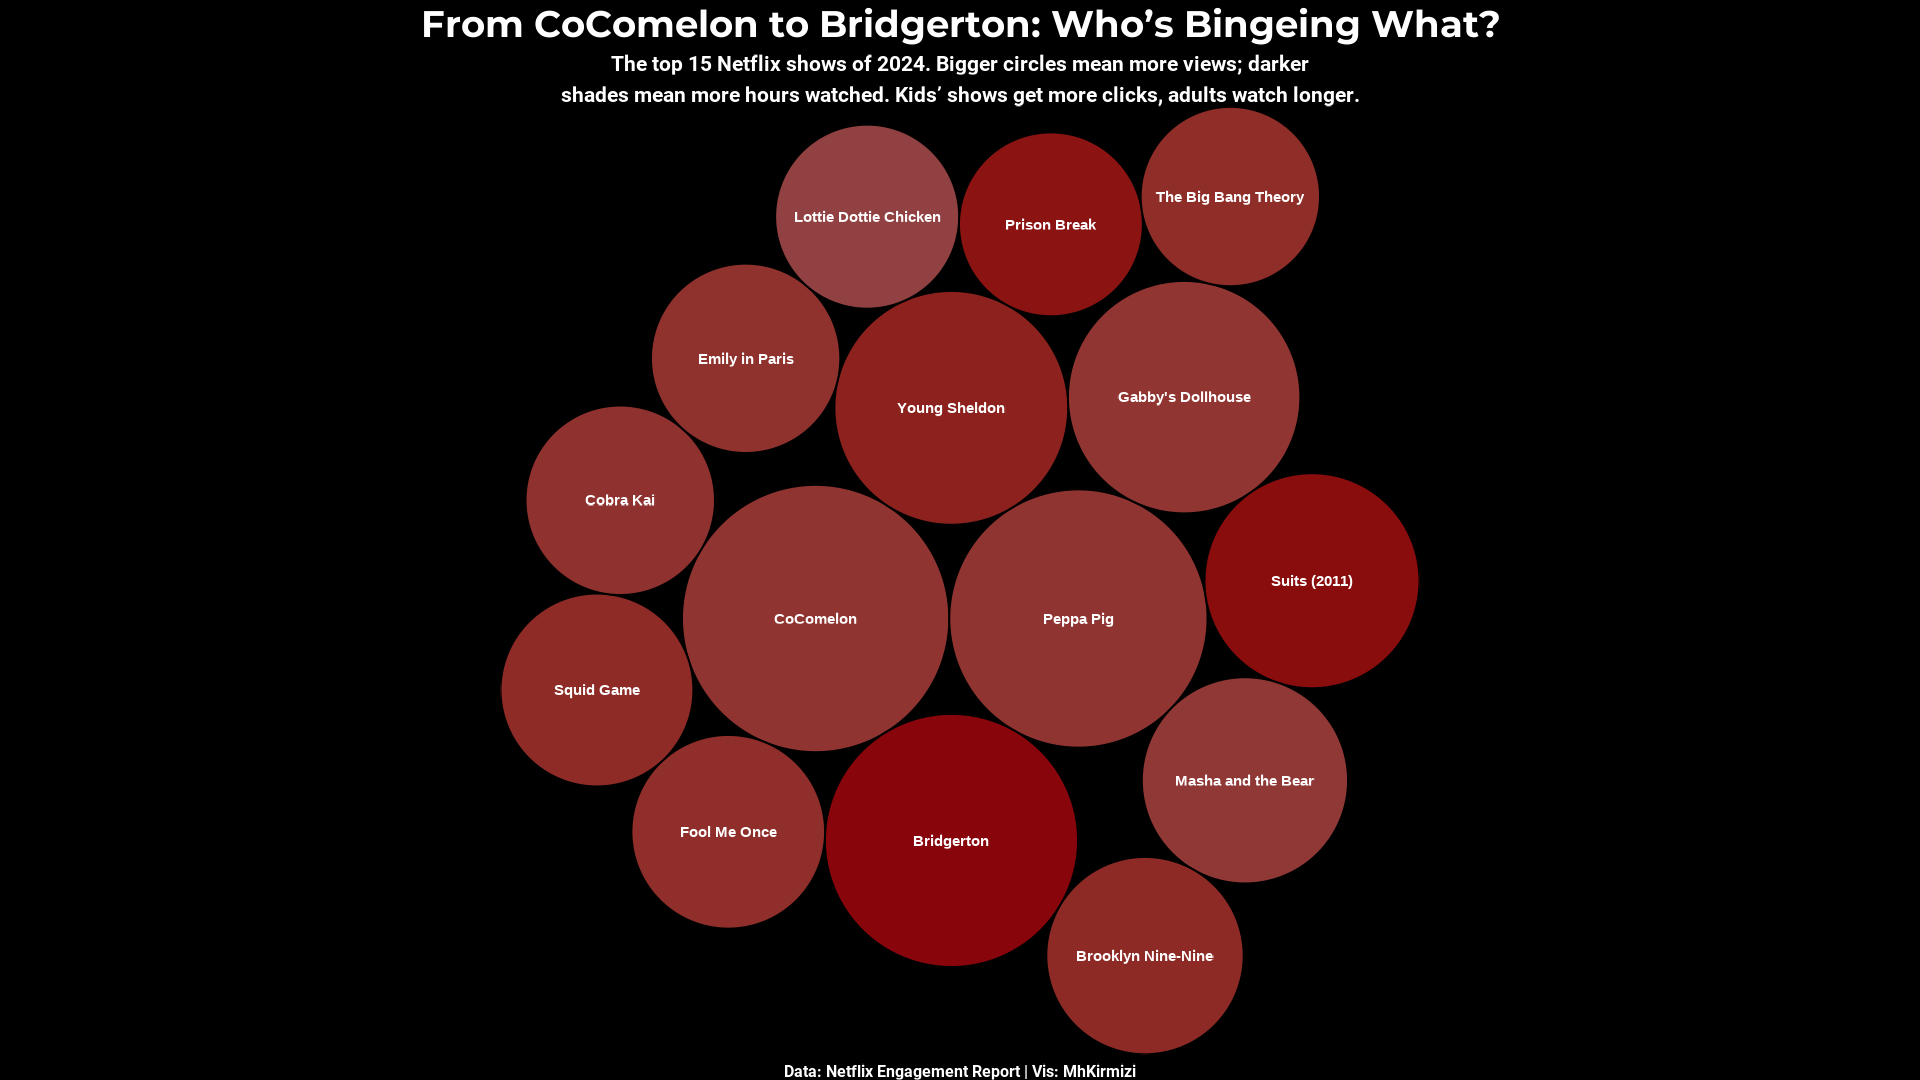 From CoComelon to Bridgerton: Who’s Bingeing What?
The top 15 Netflix shows of 2024. Bigger circles mean more views; darker
shades mean more hours watched. Kids’ shows get more clicks, adults watch longer.
Lottie Dottie Chicken
Prison Break
The Big Bang Theory
Emily in Paris
Young Sheldon
Gabby's Dollhouse
Cobra Kai
Suits (2011)
CoComelon
Peppa Pig
Squid Game
Masha and the Bear
Fool Me Once
Bridgerton
Brooklyn Nine-Nine
Data: Netflix Engagement Report | Vis: MhKirmizi